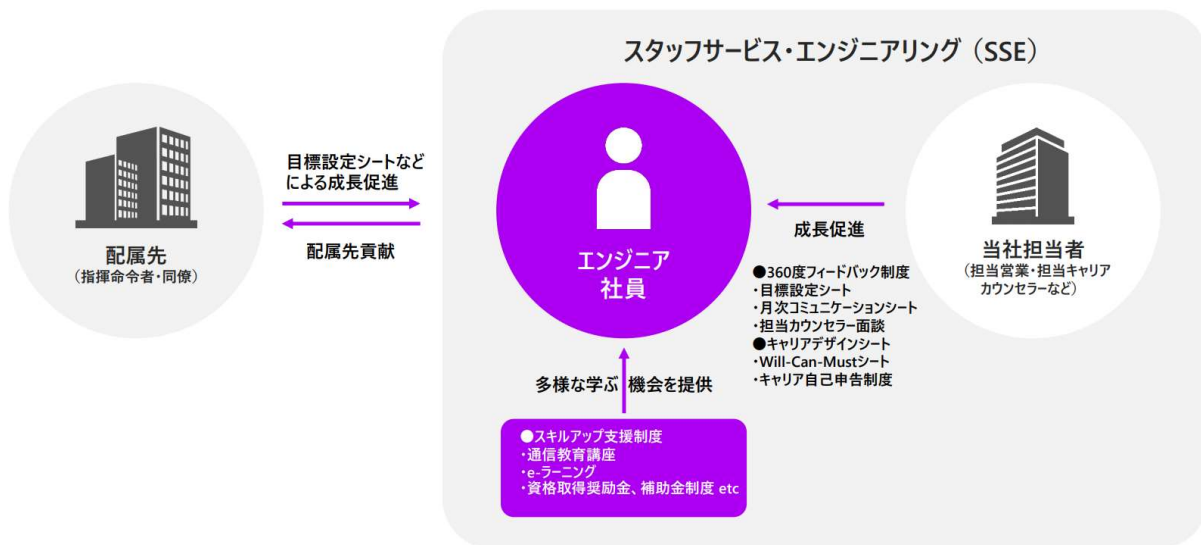 スタッフサービス・エンジニアリング（SSE）
目標設定シートなど
による成長促進
配属先貢献
配属先
（指揮命令者・同僚）
エンジニア
社員
成長促進
●360度フィードバック制度
・目標設定シート
・月次コミュニケーションシート
・担当カウンセラー面談
●キャリアデザインシート
・Will-Can-Mustシート
・キャリア自己申告制度
当社担当者
（担当営業・担当キャリア
カウンセラーなど）
多様な学ぶ 機会を提供
●スキルアップ支援制度
・通信教育講座
・e-ラーニング
・資格取得奨励金、補助金制度 etc